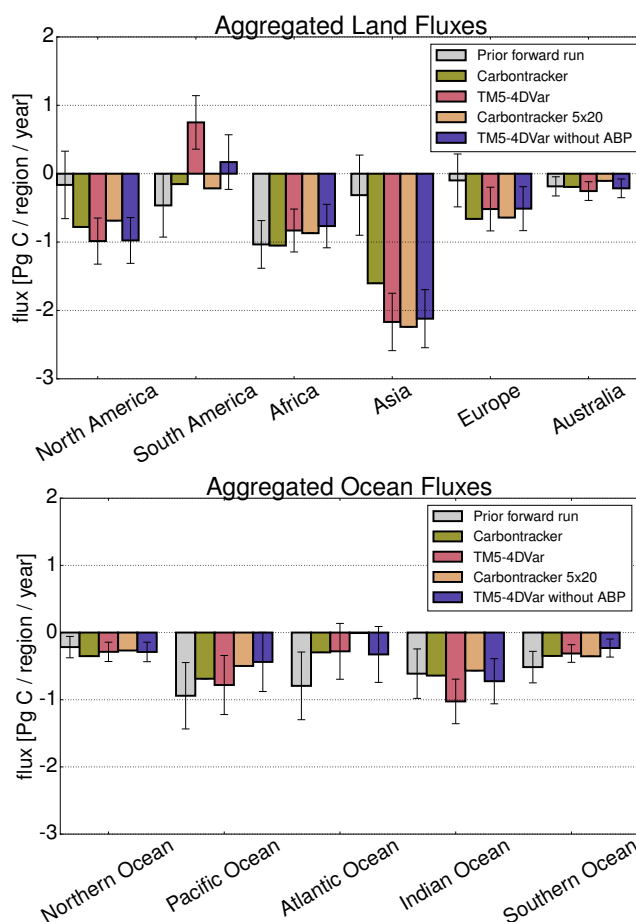 Aggregated Land Fluxes
Prior forward run
Carbontracker
TM5-4DVar
Carbontracker 5x20
TM5-4DVar without ABP
flux [Pg C / region / year]
2
1
0
-1
-2
-3
North America
South America
Africa
Asia
Europe
Australia
Aggregated Ocean Fluxes
Prior forward run
Carbontracker
TM5-4DVar
Carbontracker 5x20
TM5-4DVar without ABP
flux [Pg C / region / year]
2
1
0
-1
-2
-3
Northern Ocean
Pacific Ocean
Atlantic Ocean
Indian Ocean
Southern Ocean